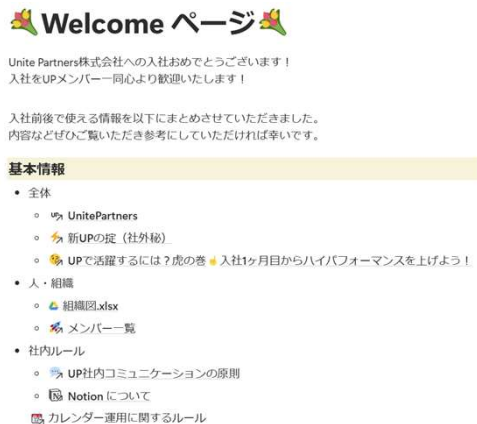 Welcome ページ
Unite Partners株式会社への入社おめでとうございます！
入社をUPメンバー一同心より歓迎いたします！
入社前後で使える情報を以下にまとめさせていただきました。
内容などぜひご覧いただき参考にしていただければ幸いです。
基本情報
全体
UP UnitePartners
新UPの掟（社外秘）
UPで活躍するには？虎の巻☝入社1ヶ月目からハイパフォーマンスを上げよう！
人・組織
組織図.xlsx
メンバー一覧
社内ルール
UP社内コミュニケーションの原則
Notion について
カレンダー運用に関するルール